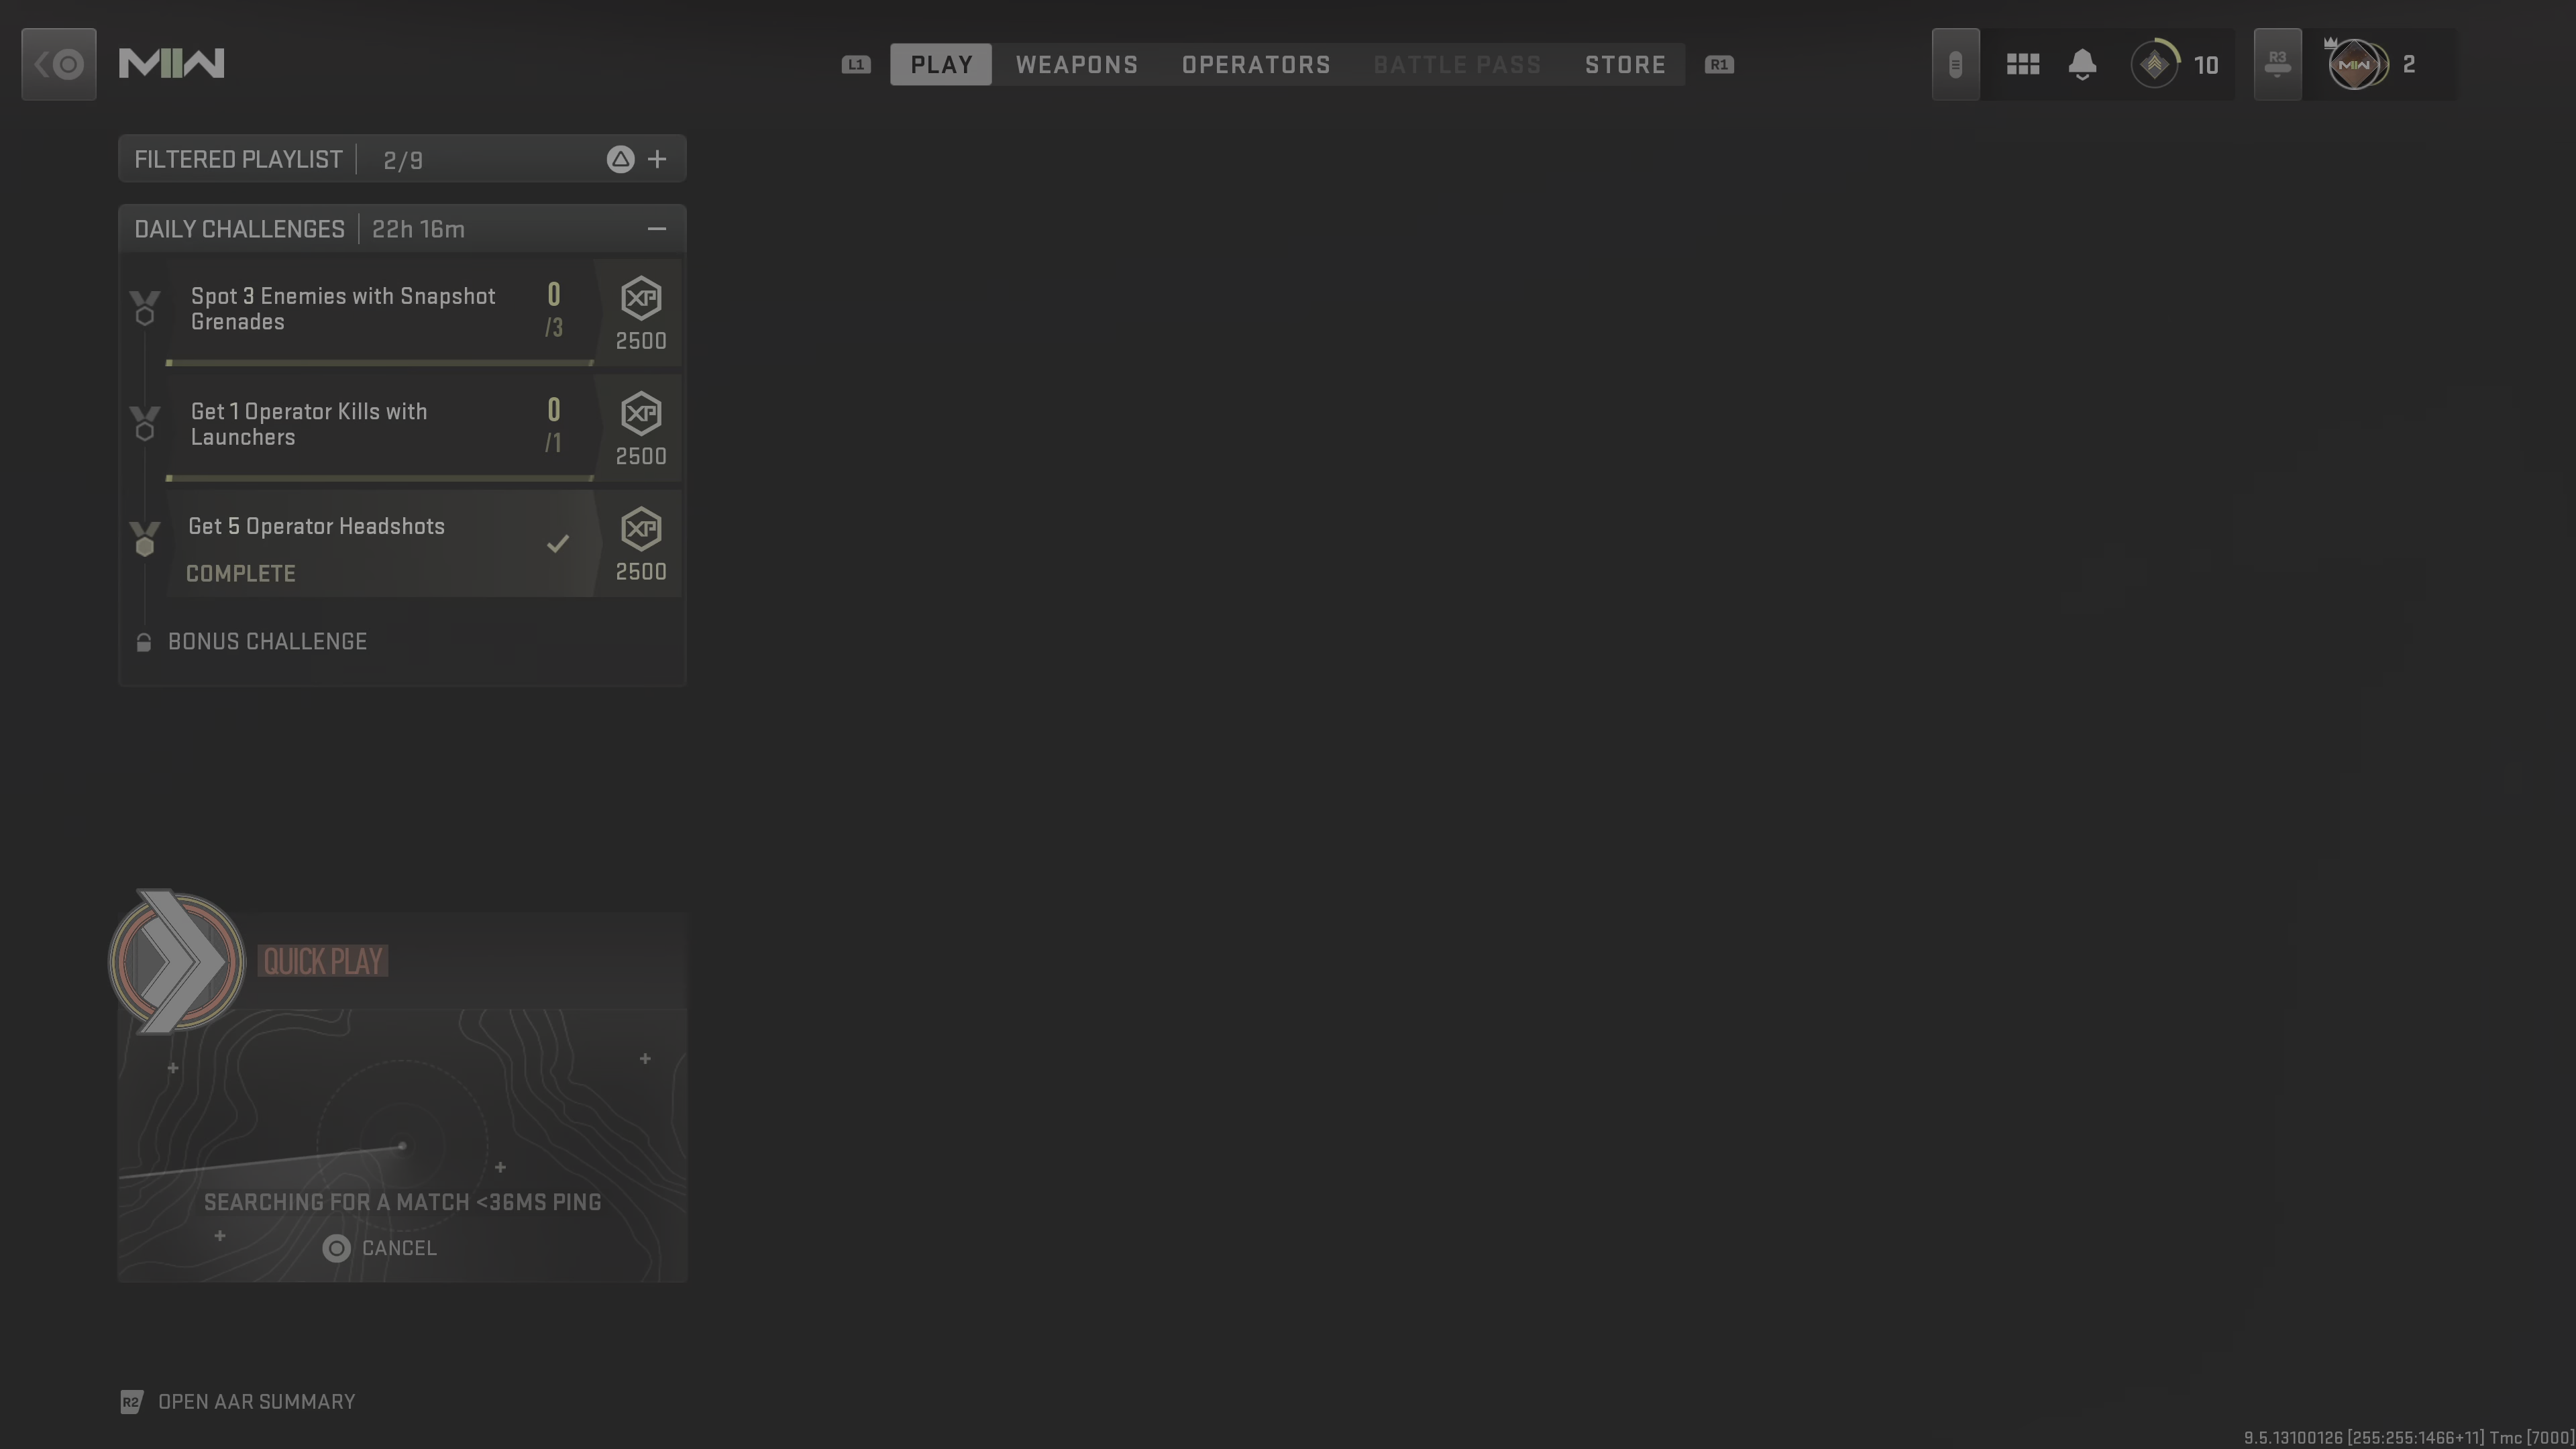 MIIW
L1 PLAY WEAPONS OPERATORS BATTLE PASS STORE R1
10 R3 MIIW 2
FILTERED PLAYLIST 2/9
DAILY CHALLENGES 22h 16m
Spot 3 Enemies with Snapshot
Grenades
0
/3
XP
2500
Get 1 Operator Kills with
Launchers
0
/1
XP
2500
Get 5 Operator Headshots
COMPLETE
XP
2500
BONUS CHALLENGE
QUICK PLAY
SEARCHING FOR A MATCH <36MS PING
CANCEL
R2 OPEN AAR SUMMARY
9.5.13100126 [255:255:1466+11] Tmc [7000]